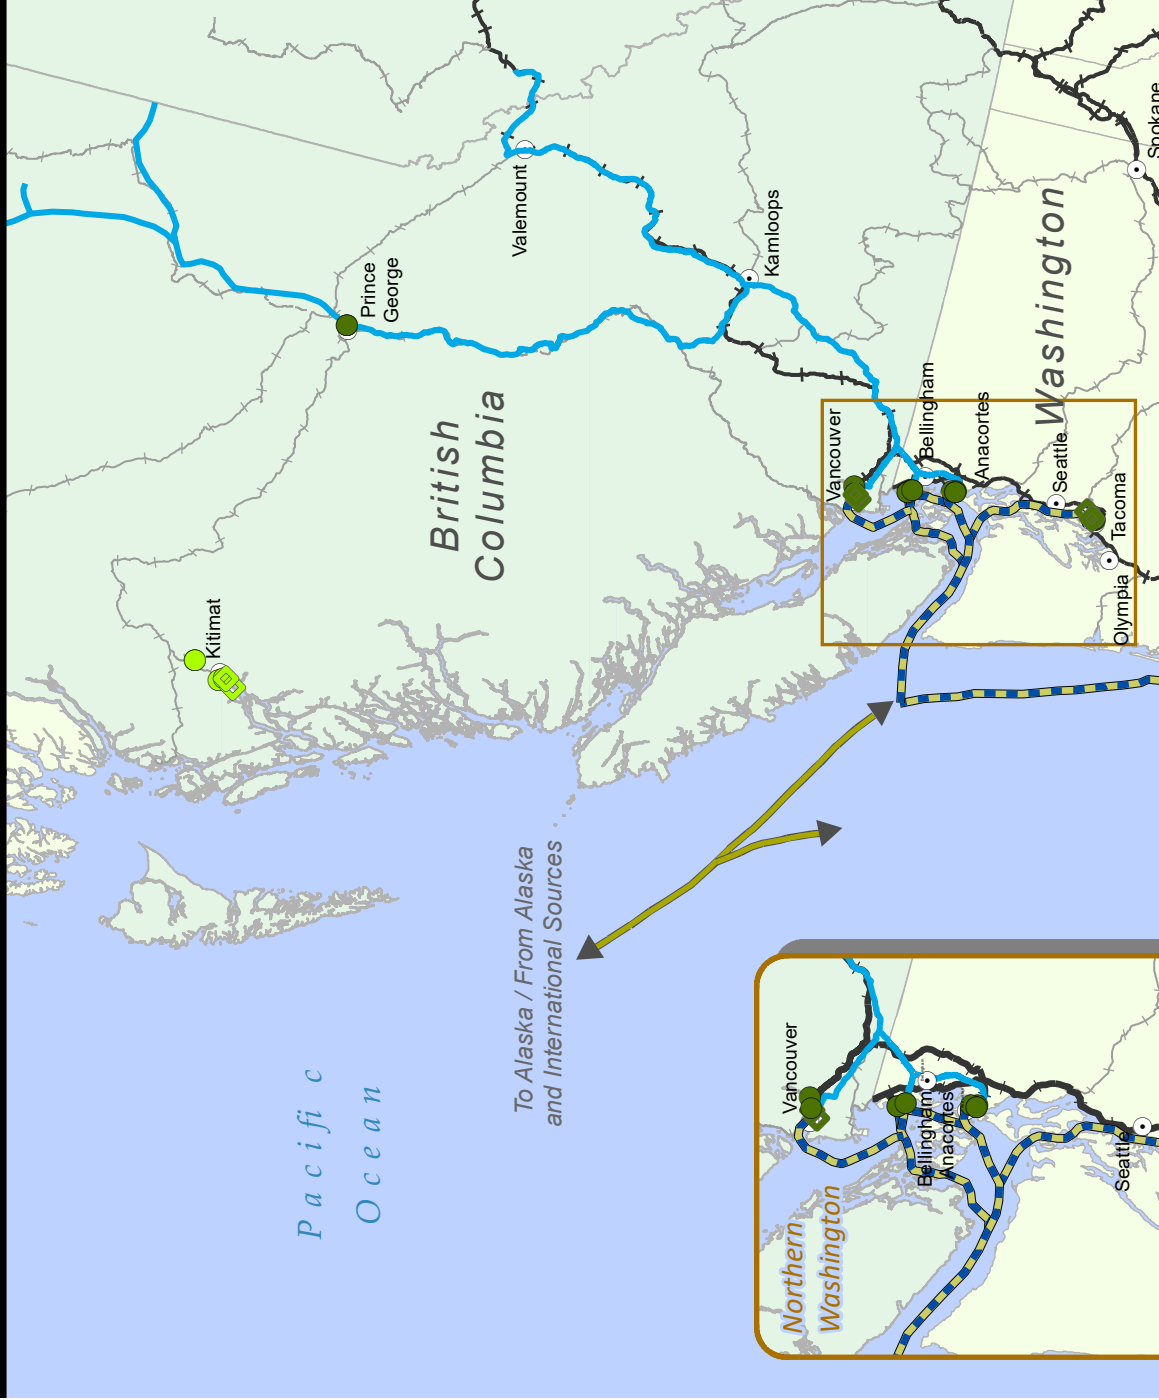 Prince
George
Valemount
Kamloops
British
Columbia
Kitimat
Vancouver
Bellingham
Anacortes
Seattle
Tacoma
Olympia
Washington
Spokane
To Alaska / From Alaska
and International Sources
Pacific
Ocean
Northern
Washington
Vancouver
Bellingham
Anacortes
Seattle